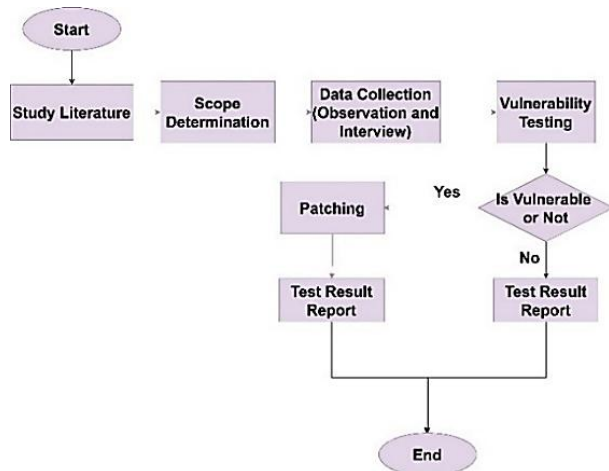 Start
Study Literature
Scope
Determination
Data Collection
(Observation and
Interview)
Vulnerability
Testing
Is Vulnerable
or Not
Yes
Patching
No
Test Result
Report
Test Result
Report
End